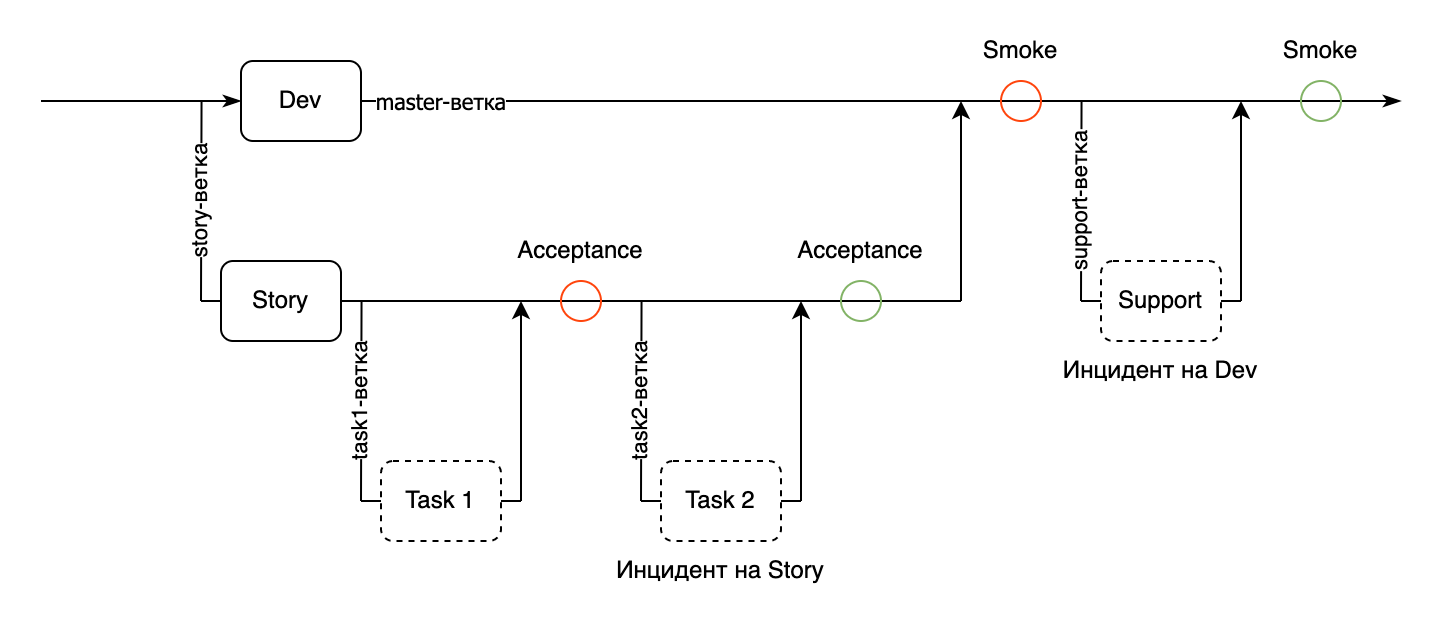 Smoke
Smoke
Dev
master-ветка
story-ветка
support-ветка
Acceptance
Acceptance
Story
Support
Инцидент на Dev
task1-ветка
task2-ветка
Task 1
Task 2
Инцидент на Story